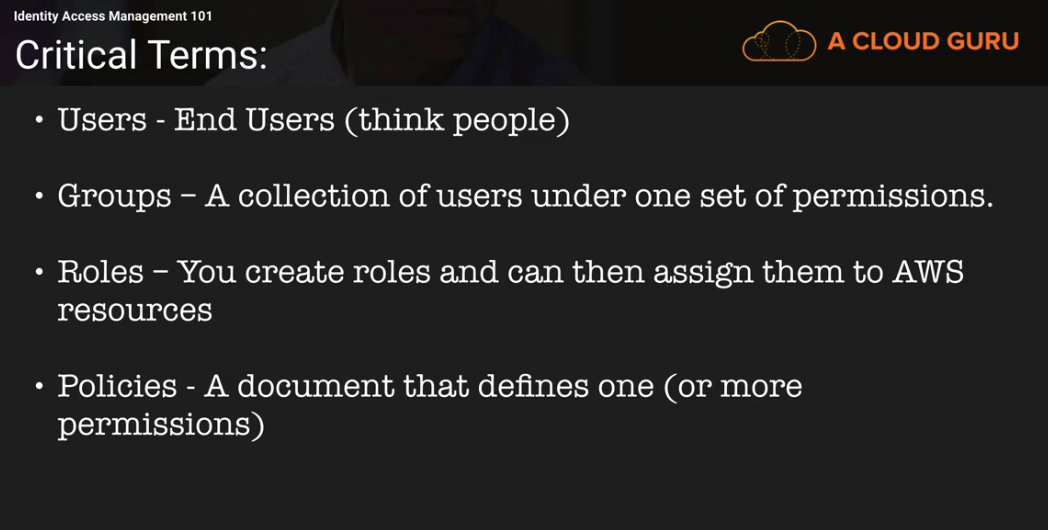 Identity Access Management 101
Critical Terms:
A CLOUD GURU
• Users - End Users (think people)
• Groups – A collection of users under one set of permissions.
• Roles – You create roles and can then assign them to AWS
resources
• Policies - A document that defines one (or more
permissions)